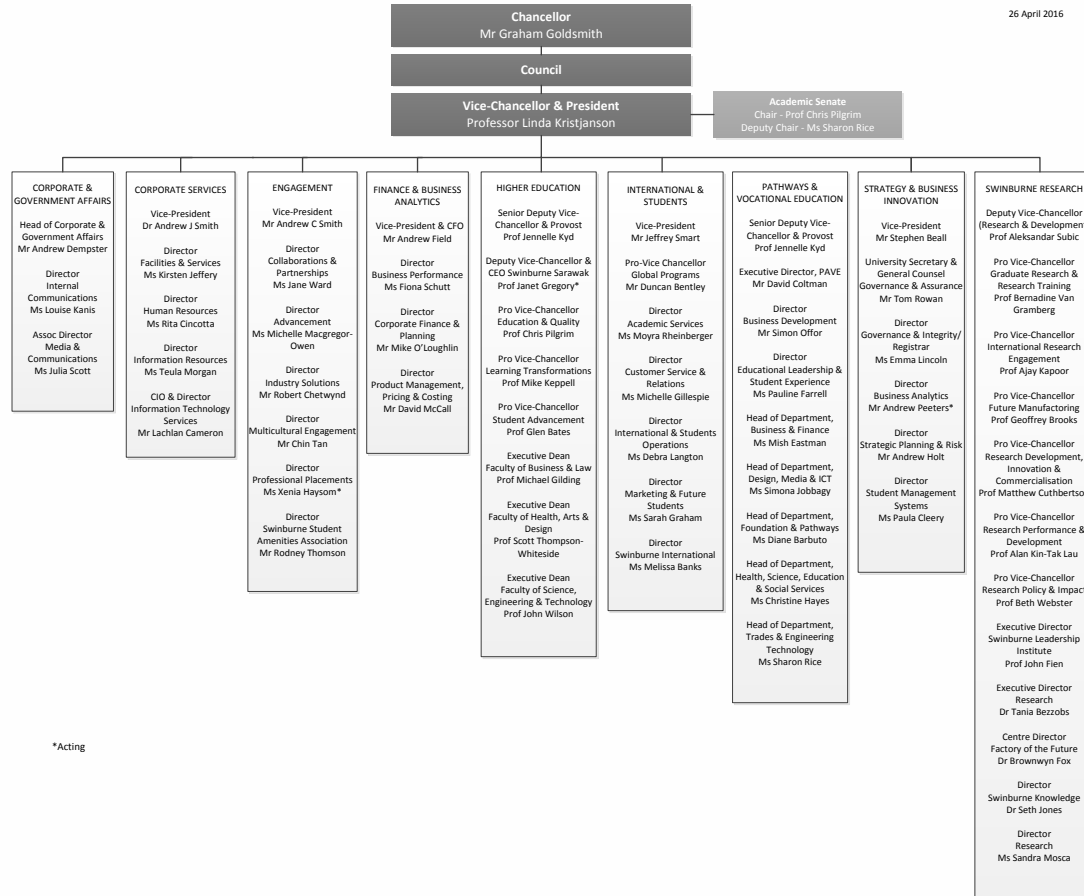 26 April 2016
Chancellor
Mr Graham Goldsmith
Council
Vice-Chancellor & President
Professor Linda Kristjanson
Academic Senate
Chair - Prof Chris Pilgrim
Deputy Chair - Ms Sharon Rice
CORPORATE &
GOVERNMENT AFFAIRS
Head of Corporate &
Government Affairs
Mr Andrew Dempster
Director
Internal
Communications
Ms Louise Kanis
Assoc Director
Media &
Communications
Ms Julia Scott
CORPORATE SERVICES
Vice-President
Dr Andrew J Smith
Director
Facilities & Services
Ms Kirsten Jeffery
Director
Human Resources
Ms Rita Cincotta
Director
Information Resources
Ms Teula Morgan
CIO & Director
Information Technology
Services
Mr Lachlan Cameron
ENGAGEMENT
Vice-President
Mr Andrew C Smith
Director
Collaborations &
Partnerships
Ms Jane Ward
Director
Advancement
Ms Michelle Macgregor-
Owen
Director
Industry Solutions
Mr Robert Chetwynd
Director
Multicultural Engagement
Mr Chin Tan
Director
Professional Placements
Ms Xenia Haysom*
Director
Swinburne Student
Amenities Association
Mr Rodney Thomson
FINANCE & BUSINESS
ANALYTICS
Vice-President & CFO
Mr Andrew Field
Director
Business Performance
Ms Fiona Schutt
Director
Corporate Finance &
Planning
Mr Mike O'Loughlin
Director
Product Management,
Pricing & Costing
Mr David McCall
HIGHER EDUCATION
Senior Deputy Vice-
Chancellor & Provost
Prof Jennelle Kyd
Deputy Vice-Chancellor &
CEO Swinburne Sarawak
Prof Janet Gregory*
Pro Vice-Chancellor
Education & Quality
Prof Chris Pilgrim
Pro Vice-Chancellor
Learning Transformations
Prof Mike Keppell
Pro Vice-Chancellor
Student Advancement
Prof Glen Bates
Executive Dean
Faculty of Business & Law
Prof Michael Gilding
Executive Dean
Faculty of Health, Arts &
Design
Prof Scott Thompson-
Whiteside
Executive Dean
Faculty of Science,
Engineering & Technology
Prof John Wilson
INTERNATIONAL &
STUDENTS
Vice-President
Mr Jeffrey Smart
Pro-Vice Chancellor
Global Programs
Mr Duncan Bentley
Director
Academic Services
Ms Moyra Rheinberger
Director
Customer Service &
Relations
Ms Michelle Gillespie
Director
International & Students
Operations
Ms Debra Langton
Director
Marketing & Future
Students
Ms Sarah Graham
Director
Swinburne International
Ms Melissa Banks
PATHWAYS &
VOCATIONAL EDUCATION
Senior Deputy Vice-
Chancellor & Provost
Prof Jennelle Kyd
Executive Director, PAVE
Mr David Coltman
Director
Business Development
Mr Simon Offor
Director
Educational Leadership &
Student Experience
Ms Pauline Farrell
Head of Department,
Business & Finance
Ms Mish Eastman
Head of Department,
Design, Media & ICT
Ms Simona Jobbagy
Head of Department,
Foundation & Pathways
Ms Diane Barbuto
Head of Department,
Health, Science, Education
& Social Services
Ms Christine Hayes
Head of Department,
Trades & Engineering
Technology
Ms Sharon Rice
STRATEGY & BUSINESS
INNOVATION
Vice-President
Mr Stephen Beall
University Secretary &
General Counsel
Governance & Assurance
Mr Tom Rowan
Director
Governance & Integrity/
Registrar
Ms Emma Lincoln
Director
Business Analytics
Mr Andrew Peeters*
Director
Strategic Planning & Risk
Mr Andrew Holt
Director
Student Management
Systems
Ms Paula Cleery
SWINBURNE RESEARCH
Deputy Vice-Chancellor
(Research & Development
Prof Aleksandar Subic
Pro Vice-Chancellor
Graduate Research &
Research Training
Prof Bernadine Van
Gramberg
Pro Vice-Chancellor
International Research
Engagement
Prof Ajay Kapoor
Pro Vice-Chancellor
Future Manufactoring
Prof Geoffrey Brooks
Pro Vice-Chancellor
Research Development,
Innovation &
Commercialisation
Prof Matthew Cuthbertso
Pro Vice-Chancellor
Research Performance &
Development
Prof Alan Kin-Tak Lau
Pro Vice-Chancellor
Research Policy & Impact
Prof Beth Webster
Executive Director
Swinburne Leadership
Institute
Prof John Fien
Executive Director
Research
Dr Tania Bezzobs
Centre Director
Factory of the Future
Dr Brownwyn Fox
Director
Swinburne Knowledge
Dr Seth Jones
Director
Research
Ms Sandra Mosca
*Acting